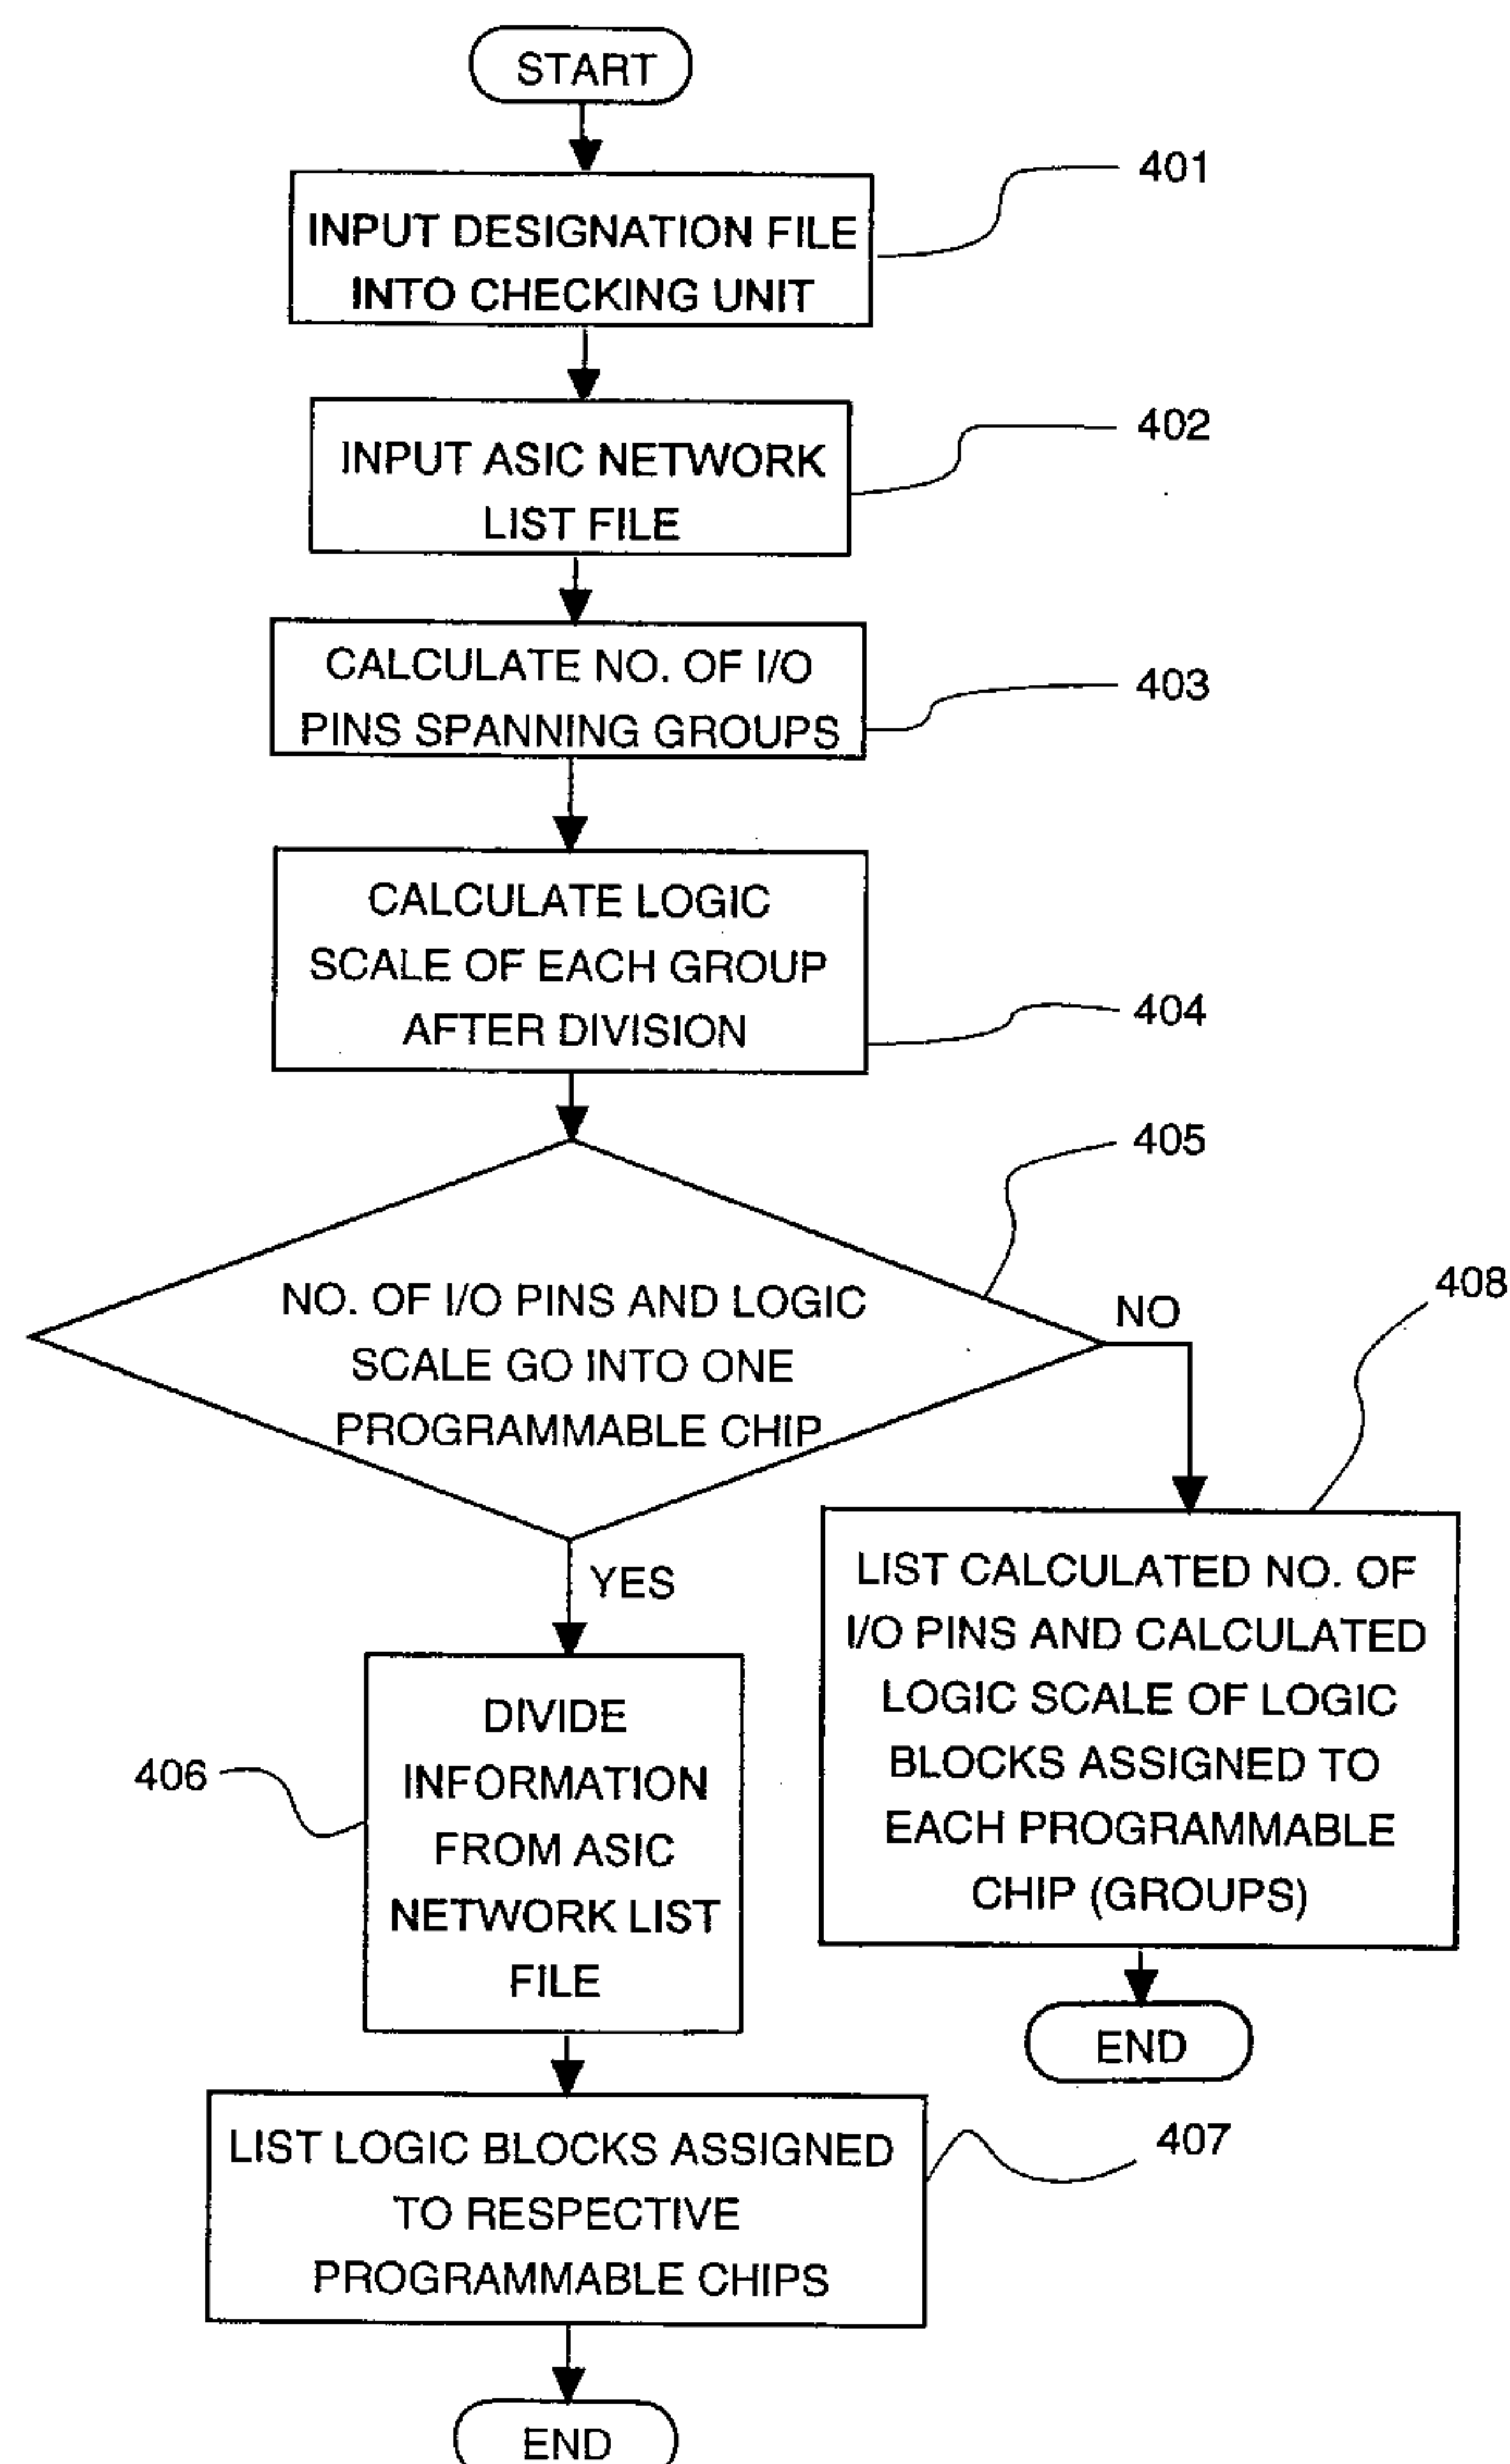 START
401
INPUT DESIGNATION FILE
INTO CHECKING UNIT
402
INPUT ASIC NETWORK
LIST FILE
403
CALCULATE NO. OF I/O
PINS SPANNING GROUPS
CALCULATE LOGIC
SCALE OF EACH GROUP
AFTER DIVISION
404
405
NO. OF I/O PINS AND LOGIC
SCALE GO INTO ONE
PROGRAMMABLE CHIP
NO
408
YES
LIST CALCULATED NO. OF
I/O PINS AND CALCULATED
LOGIC SCALE OF LOGIC
BLOCKS ASSIGNED TO
EACH PROGRAMMABLE
CHIP (GROUPS)
END
406
DIVIDE
INFORMATION
FROM ASIC
NETWORK LIST
FILE
407
LIST LOGIC BLOCKS ASSIGNED
TO RESPECTIVE
PROGRAMMABLE CHIPS
END